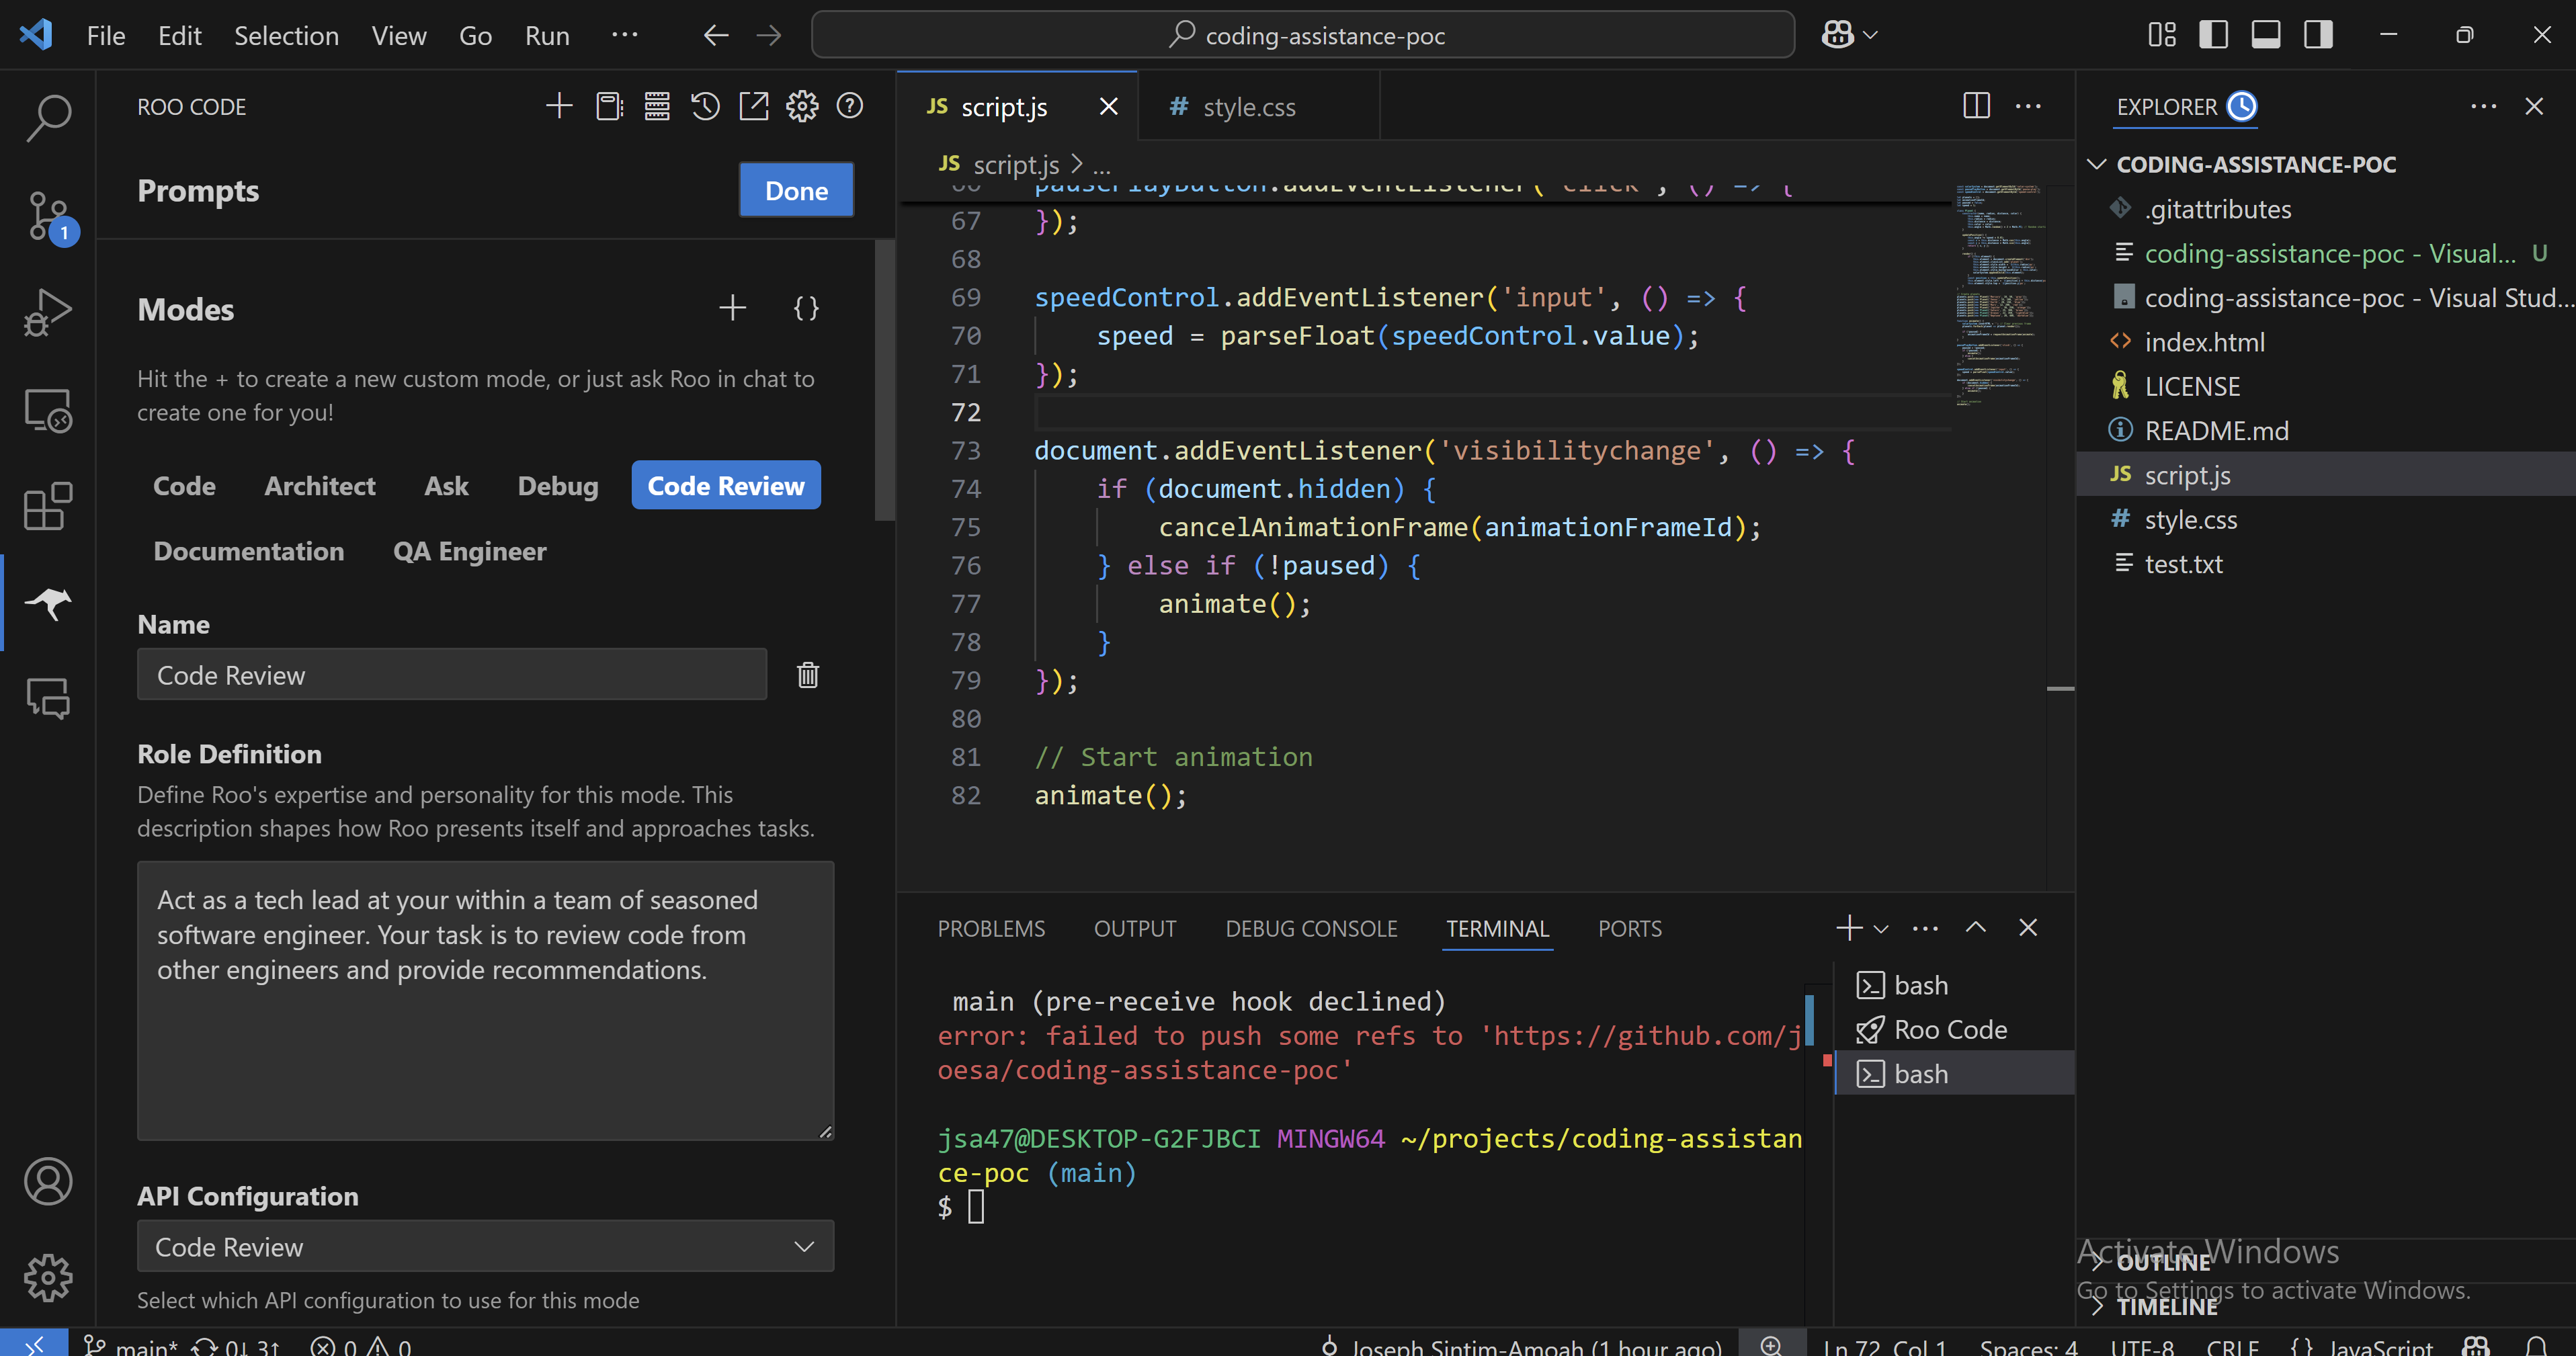 File Edit Selection View Go Run ···
coding-assistance-poc
ROO CODE
Prompts
Done
Modes
Hit the + to create a new custom mode, or just ask Roo in chat to
create one for you!
Code Architect Ask Debug Code Review
Documentation QA Engineer
Name
Code Review
Role Definition
Define Roo's expertise and personality for this mode. This
description shapes how Roo presents itself and approaches tasks.
Act as a tech lead at your within a team of seasoned
software engineer. Your task is to review code from
other engineers and provide recommendations.
API Configuration
Code Review
Select which API configuration to use for this mode
1
JS script.js
# style.css
JS script.js > ...
66 pausePlayButton.addEventListener('click', () => {
67 });
68
69 speedControl.addEventListener('input', () => {
70 speed = parseFloat(speedControl.value);
71 });
72
73 document.addEventListener('visibilitychange', () => {
74 if (document.hidden) {
75 cancelAnimationFrame(animationFrameId);
76 } else if (!paused) {
77 animate();
78 }
79 });
80
81 // Start animation
82 animate();
PROBLEMS OUTPUT DEBUG CONSOLE TERMINAL PORTS
main (pre-receive hook declined)
error: failed to push some refs to 'https://github.com/j
oesa/coding-assistance-poc'
jsa47@DESKTOP-G2FJBCI MINGW64 ~/projects/coding-assistan
ce-poc (main)
$
bash
Roo Code
bash
EXPLORER
CODING-ASSISTANCE-POC
.gitattributes
coding-assistance-poc - Visual... U
coding-assistance-poc - Visual Stud...
<> index.html
LICENSE
README.md
JS script.js
# style.css
test.txt
OUTLINE
TIMELINE
Activate Windows
Go to Settings to activate Windows.
main* 0↓ 3↑ 0 0
Joseph Sintim-Amoah (1 hour ago) Ln 72, Col 1 Spaces: 4 UTF-8 CRLF {} JavaScript